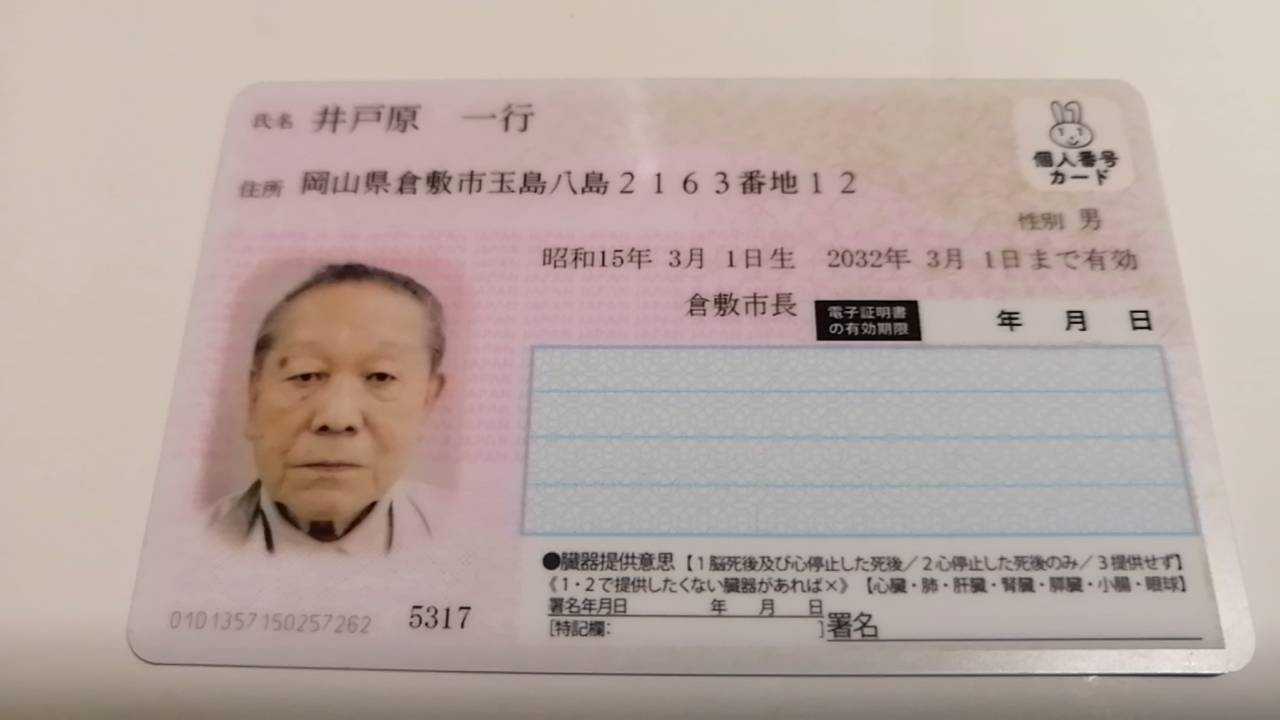 氏名 井戸原 一行
個人番号
カード
住所 岡山県倉敷市玉島八島2163番地12
性別 男
昭和15年 3月 1日生 2032年 3月 1日まで有効
倉敷市長
電子証明書
の有効期限
年 月 日
●臓器提供意思【1脳死後及び心停止した死後/2心停止した死後のみ/3提供せず】
《1・2で提供したくない臓器があれば×》【心臓・肺・肝臓・腎臓・膵臓・小腸・眼球】
署名年月日 年 月 日
[特記欄: ]署名
0101357150257262 5317